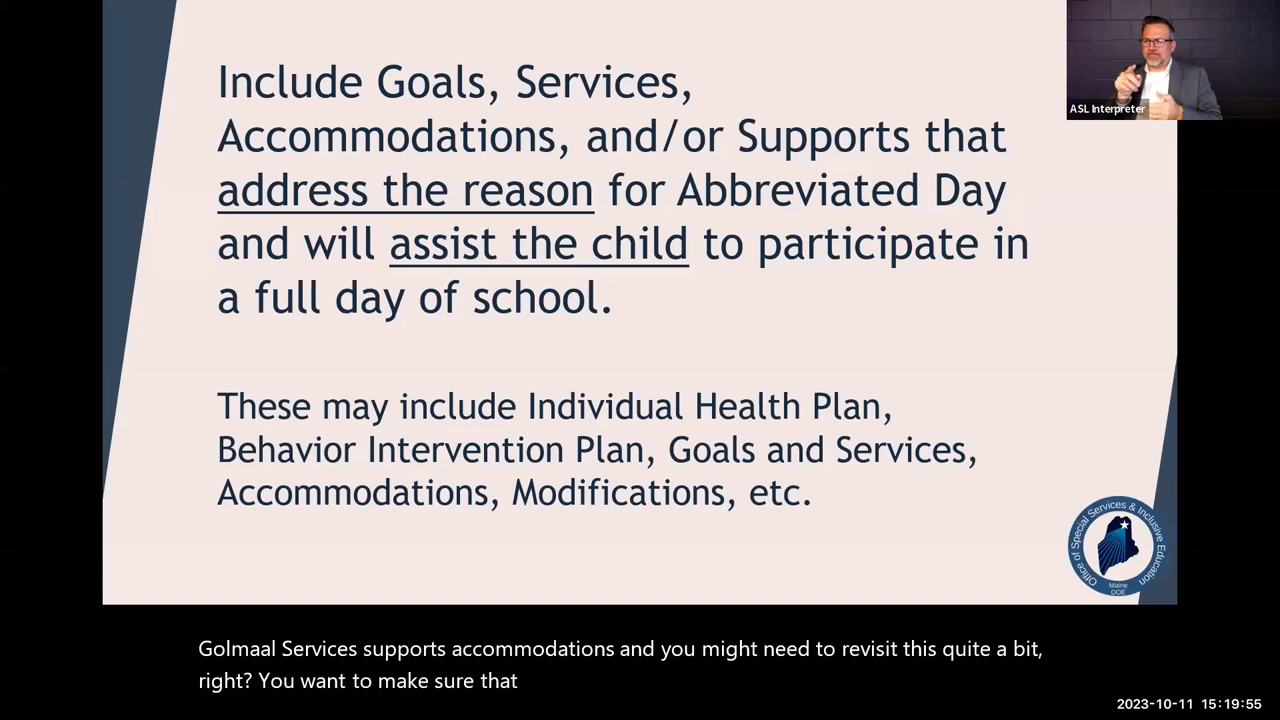 Include Goals, Services,
Accommodations, and/or Supports that
address the reason for Abbreviated Day
and will assist the child to participate in
a full day of school.
These may include Individual Health Plan,
Behavior Intervention Plan, Goals and Services,
Accommodations, Modifications, etc.
ASL Interpreter
Office of Special Services & Inclusive Education
Maine
DOE
Golmaal Services supports accommodations and you might need to revisit this quite a bit,
right? You want to make sure that
2023-10-11 15:19:55